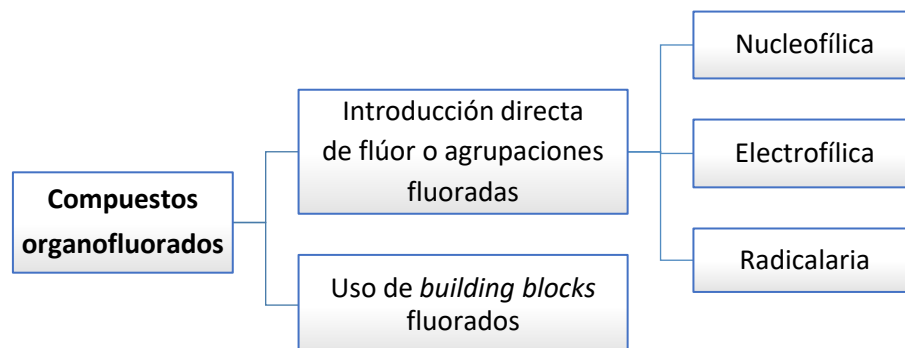 Compuestos
organofluorados
Introducción directa
de flúor o agrupaciones
fluoradas
Uso de building blocks
fluorados
Nucleofílica
Electrofílica
Radicalaria